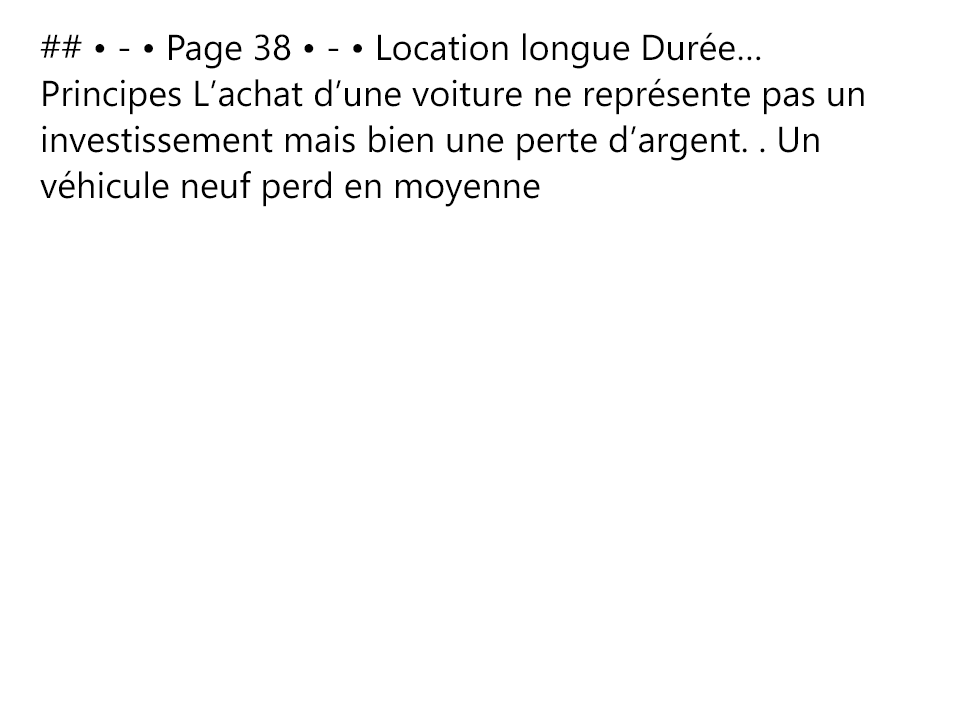 ## • - • Page 38 • - • Location longue Durée…
Principes L’achat d’une voiture ne représente pas un
investissement mais bien une perte d’argent. . Un
véhicule neuf perd en moyenne